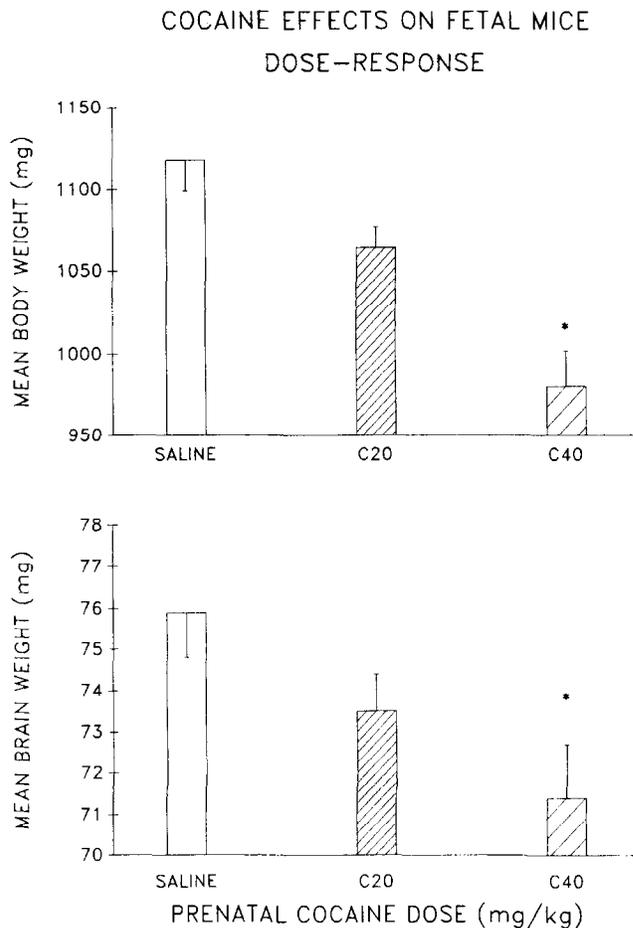 COCAINE EFFECTS ON FETAL MICE
DOSE-RESPONSE
MEAN BODY WEIGHT (mg)
1150
1100
1050
1000
950
*
SALINE C20 C40
MEAN BRAIN WEIGHT (mg)
78
77
76
75
74
73
72
71
70
*
SALINE C20 C40
PRENATAL COCAINE DOSE (mg/kg)